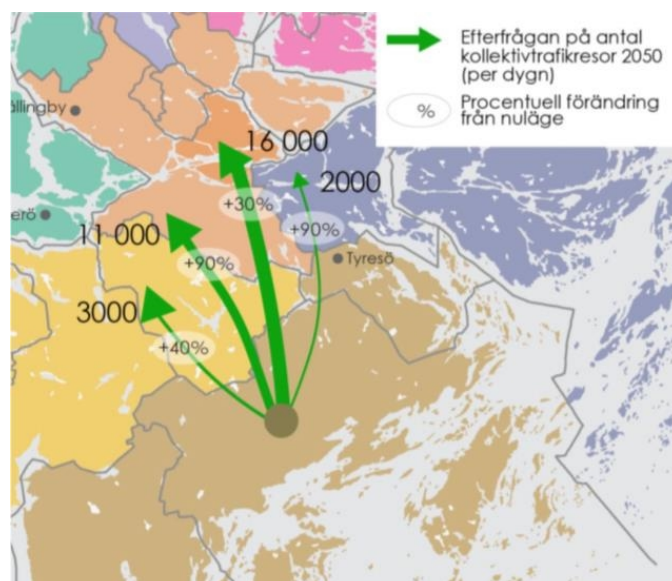 Efterfrågan på antal
kollektivtrafikresor 2050
(per dygn)
% Procentuell förändring
från nuläge
ällingby
16 000
2000
+30%
erö
11 000
+90%
+90%
Tyresö
3000
+40%